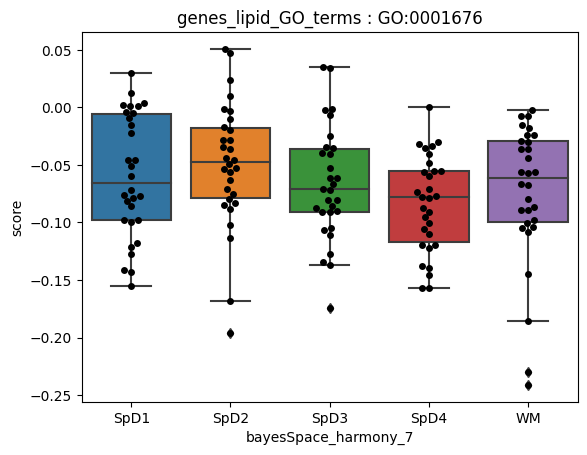 genes_lipid_GO_terms : GO:0001676
0.05
0.00
−0.05
−0.10
−0.15
−0.20
−0.25
score
SpD1 SpD2 SpD3 SpD4 WM
bayesSpace_harmony_7